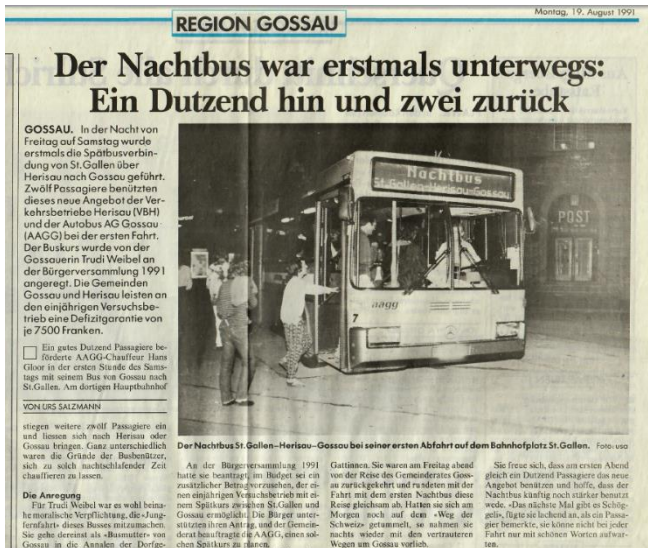 Montag, 19. August 1991
REGION GOSSAU
Der Nachtbus war erstmals unterwegs:
Ein Dutzend hin und zwei zurück
GOSSAU. In der Nacht von
Freitag auf Samstag wurde
erstmals die Spätbusverbin-
dung von St.Gallen über
Herisau nach Gossau geführt.
Zwölf Passagiere benützten
dieses neue Angebot der Ver-
kehrsbetriebe Herisau (VBH)
und der Autobus AG Gossau
(AAGG) bei der ersten Fahrt.
Der Buskurs wurde von der
Gossauerin Trudi Weibel an
der Bürgerversammlung 1991
angeregt. Die Gemeinden
Gossau und Herisau leisten an
den einjährigen Versuchsbe-
trieb eine Defizitgarantie von
je 7500 Franken.
Ein gutes Dutzend Passagiere be-
förderte AAGG-Chauffeur Hans
Gloor in der ersten Stunde des Sams-
tags mit seinem Bus von Gossau nach
St.Gallen. Am dortigen Hauptbahnhof
VON URS SALZMANN
stiegen weitere zwölf Passagiere ein
und liessen sich nach Herisau oder
Gossau bringen. Ganz unterschiedlich
waren die Gründe der Busbenützer,
sich zu solch nachtschlafender Zeit
chauffieren zu lassen.
Die Anregung
Für Trudi Weibel war es wohl beina-
he moralische Verpflichtung, die «Jung-
fernfahrt» dieses Busses mitzumachen.
Sie gehe dereinst als «Busmutter» von
Gossau in die Annalen der Dorfge-
Nachtbus
St.Gallen-Herisau-Gossau
POST
aagg
7
Der Nachtbus St.Gallen–Herisau–Gossau bei seiner ersten Abfahrt auf dem Bahnhofplatz St.Gallen. Foto: usa
An der Bürgerversammlung 1991
hatte sie beantragt, im Budget sei ein
zusätzlicher Betrag vorzusehen, der ei-
nen einjährigen Versuchsbetrieb mit ei-
nem Spätkurs zwischen St.Gallen und
Gossau ermöglicht. Die Bürger unter-
stützten ihren Antrag, und der Gemein-
derat beauftragte die AAGG, einen sol-
chen Spätkurs zu planen.
Gattinnen. Sie waren am Freitag abend
von der Reise des Gemeinderates Goss-
au zurückgekehrt und rundeten mit der
Fahrt mit dem ersten Nachtbus diese
Reise gleichsam ab. Hatten sie sich am
Morgen noch auf dem «Weg der
Schweiz» getummelt, so nahmen sie
nachts wieder mit den vertrauteren
Wegen um Gossau vorlieb.
Sie freue sich, dass am ersten Abend
gleich ein Dutzend Passagiere das neue
Angebot benützen und hoffe, dass der
Nachtbus künftig noch stärker benutzt
wede. «Das nächste Mal gibt es Schög-
gel», fügte sie lachend an, als ein Passa-
gier bemerkte, sie könne nicht bei jeder
Fahrt nur mit schönen Worten aufwar-
ten.